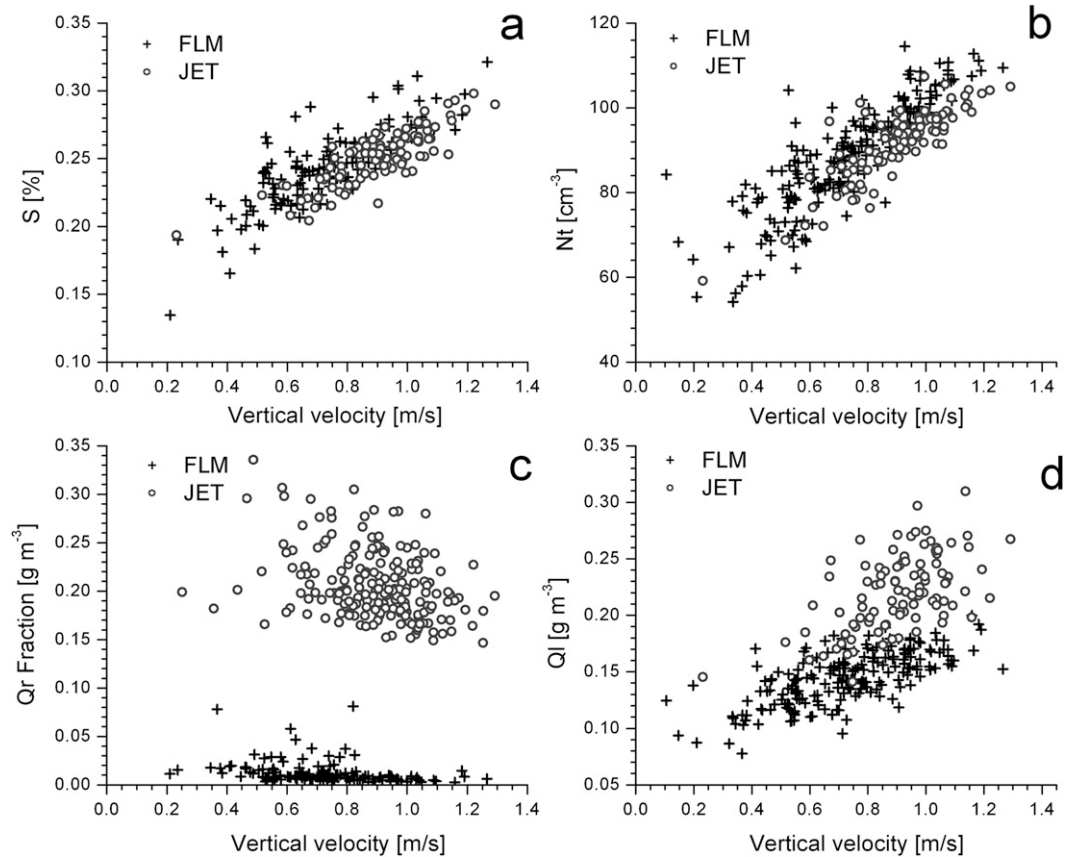 a
0.35
0.30
0.25
0.20
0.15
0.10
S [%]
FLM
JET
0.0 0.2 0.4 0.6 0.8 1.0 1.2 1.4
Vertical velocity [m/s]
b
120
100
80
60
40
Nt [cm⁻³]
FLM
JET
0.0 0.2 0.4 0.6 0.8 1.0 1.2 1.4
Vertical velocity [m/s]
c
0.35
0.30
0.25
0.20
0.15
0.10
0.05
0.00
Qr Fraction [g m⁻³]
FLM
JET
0.0 0.2 0.4 0.6 0.8 1.0 1.2 1.4
Vertical velocity [m/s]
d
0.35
0.30
0.25
0.20
0.15
0.10
0.05
Ql [g m⁻³]
FLM
JET
0.0 0.2 0.4 0.6 0.8 1.0 1.2 1.4
Vertical velocity [m/s]